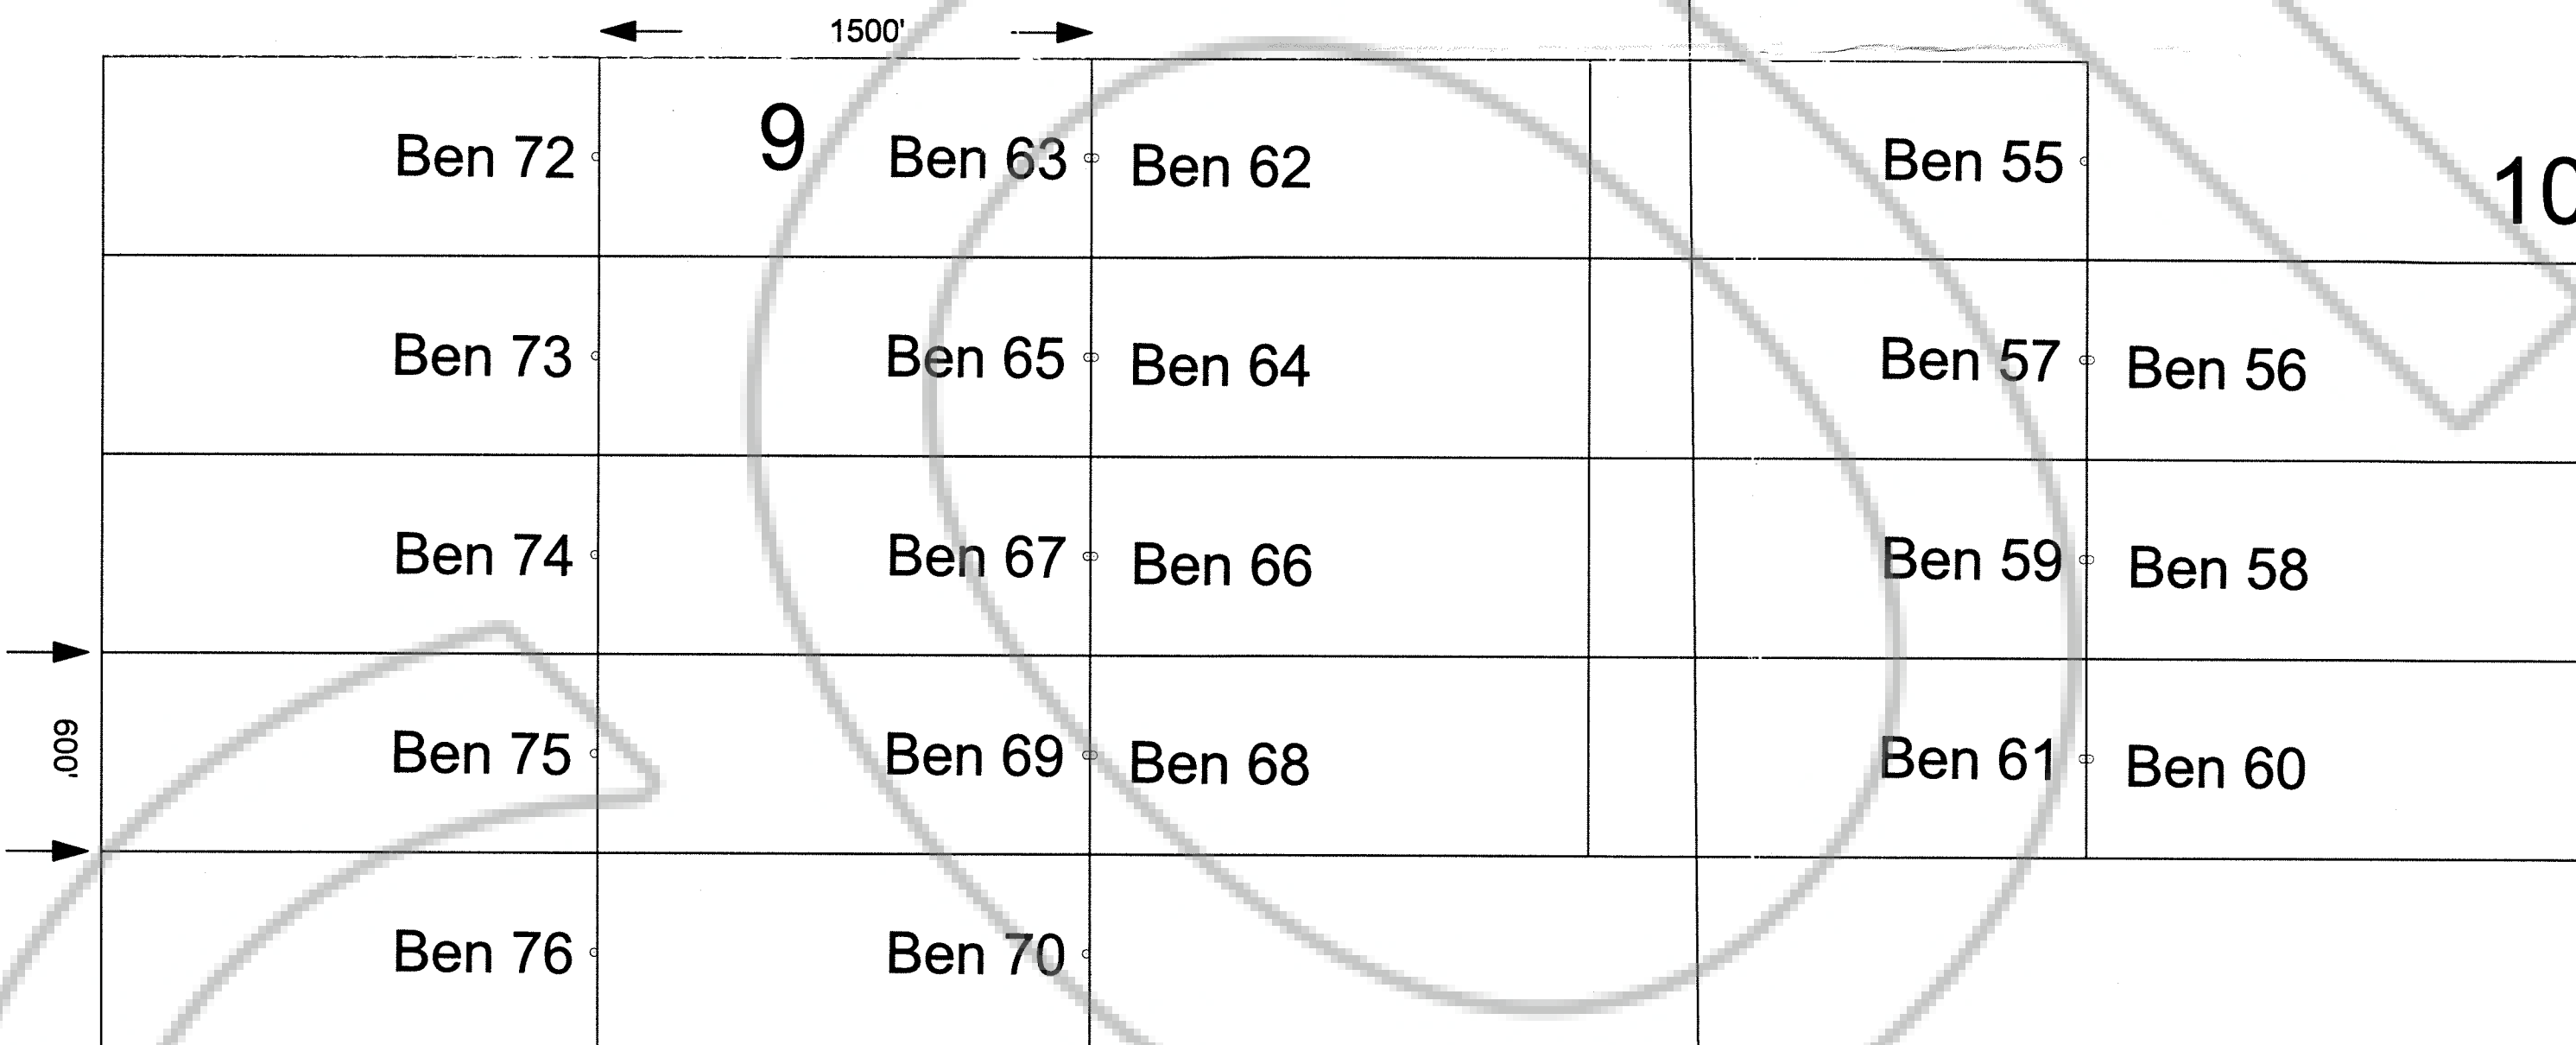 1500'
9
10
Ben 72
Ben 63
Ben 62
Ben 55
Ben 73
Ben 65
Ben 64
Ben 57
Ben 56
Ben 74
Ben 67
Ben 66
Ben 59
Ben 58
600'
Ben 75
Ben 69
Ben 68
Ben 61
Ben 60
Ben 76
Ben 70